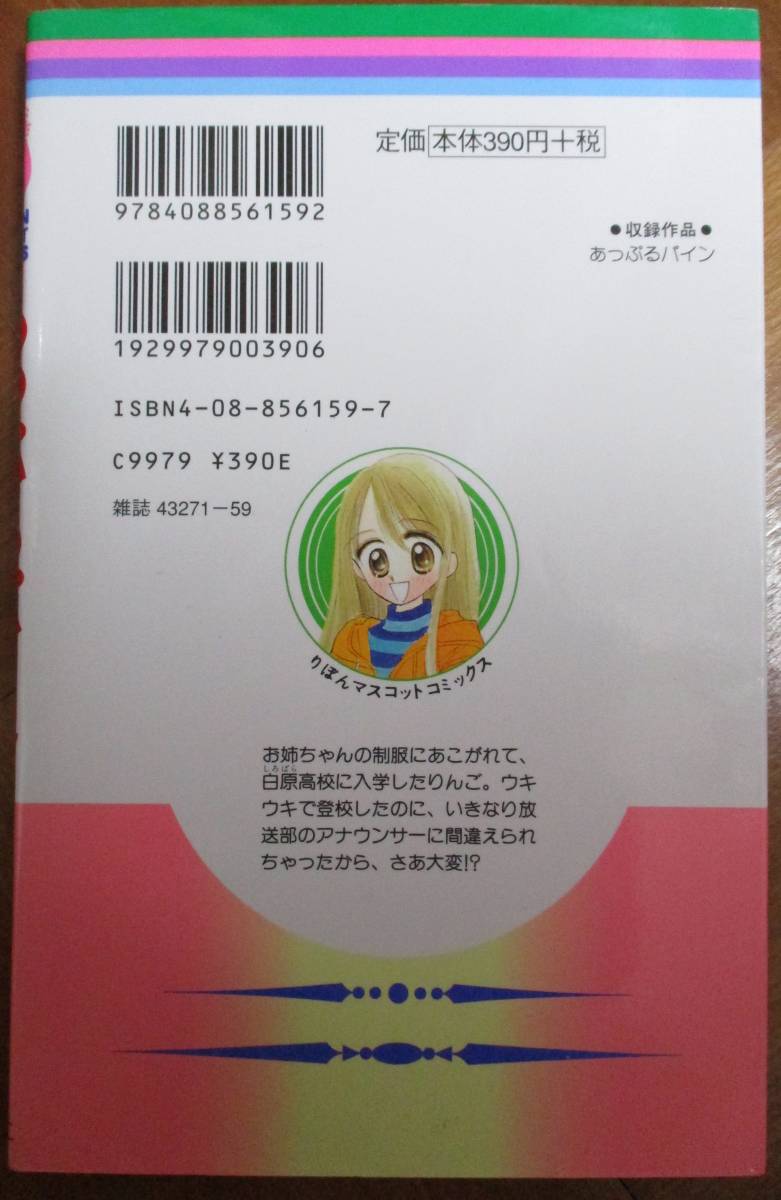 9784088561592
定価 本体390円+税
●収録作品●
あっぷるパイン
1929979003906
ISBN4-08-856159-7
C9979 ¥390E
雑誌 43271-59
りぼんマスコットコミックス
お姉ちゃんの制服にあこがれて、
しろばら
白原高校に入学したりんご。ウキ
ウキで登校したのに、いきなり放
送部のアナウンサーに間違えられ
ちゃったから、さあ大変!?